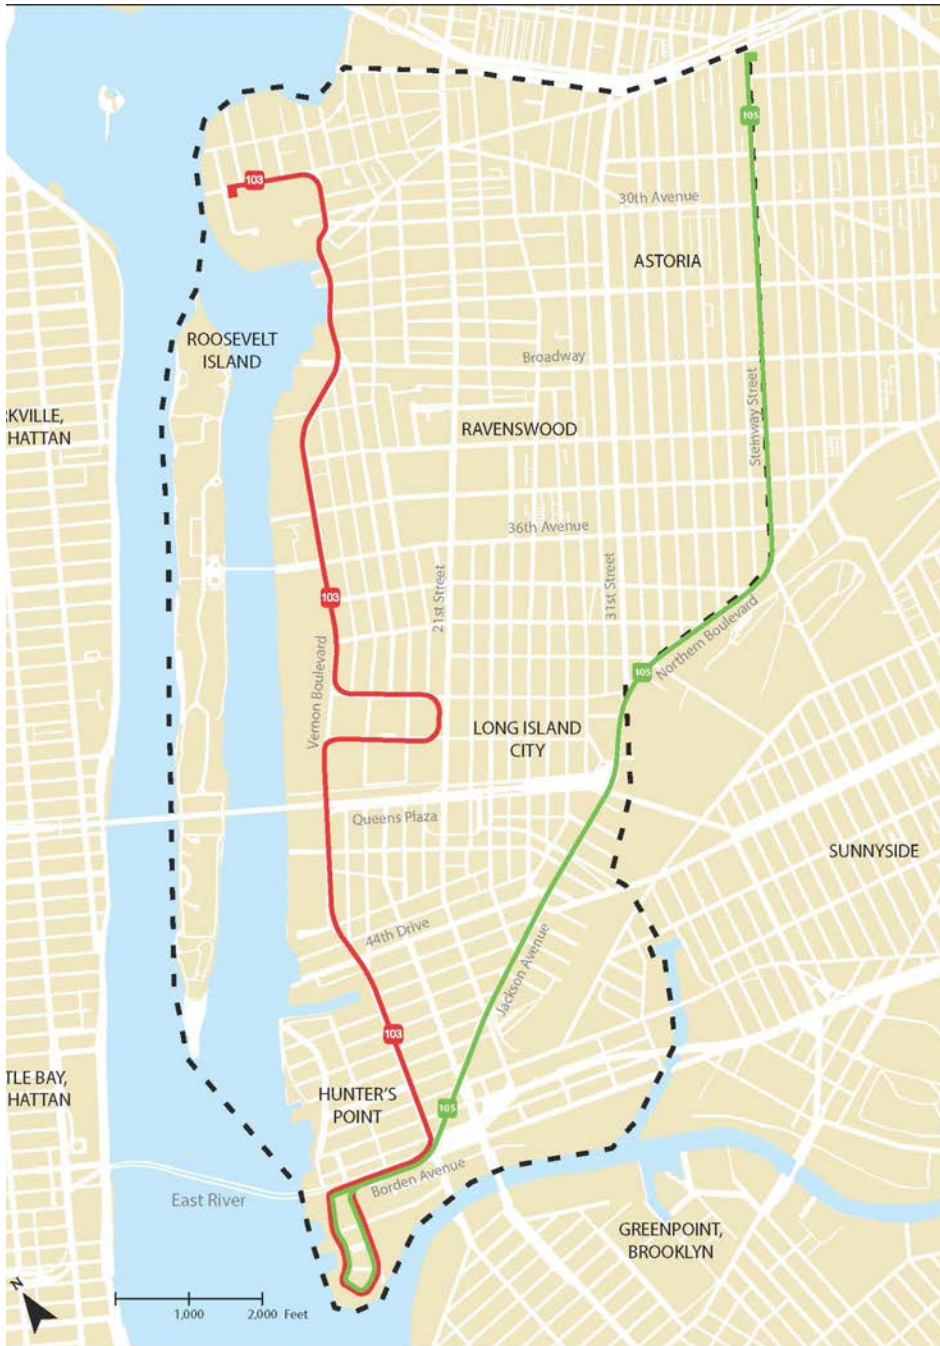 105
103
30th Avenue
ASTORIA
ROOSEVELT
ISLAND
Broadway
Steinway Street
RKVILLE,
HATTAN
RAVENSWOOD
36th Avenue
21st Street
31st Street
103
Northern Boulevard
105
Vernon Boulevard
LONG ISLAND
CITY
Queens Plaza
SUNNYSIDE
44th Drive
Jackson Avenue
103
TLE BAY,
HATTAN
HUNTER'S
POINT
105
Borden Avenue
East River
GREENPOINT,
BROOKLYN
N
1,000
2,000 Feet